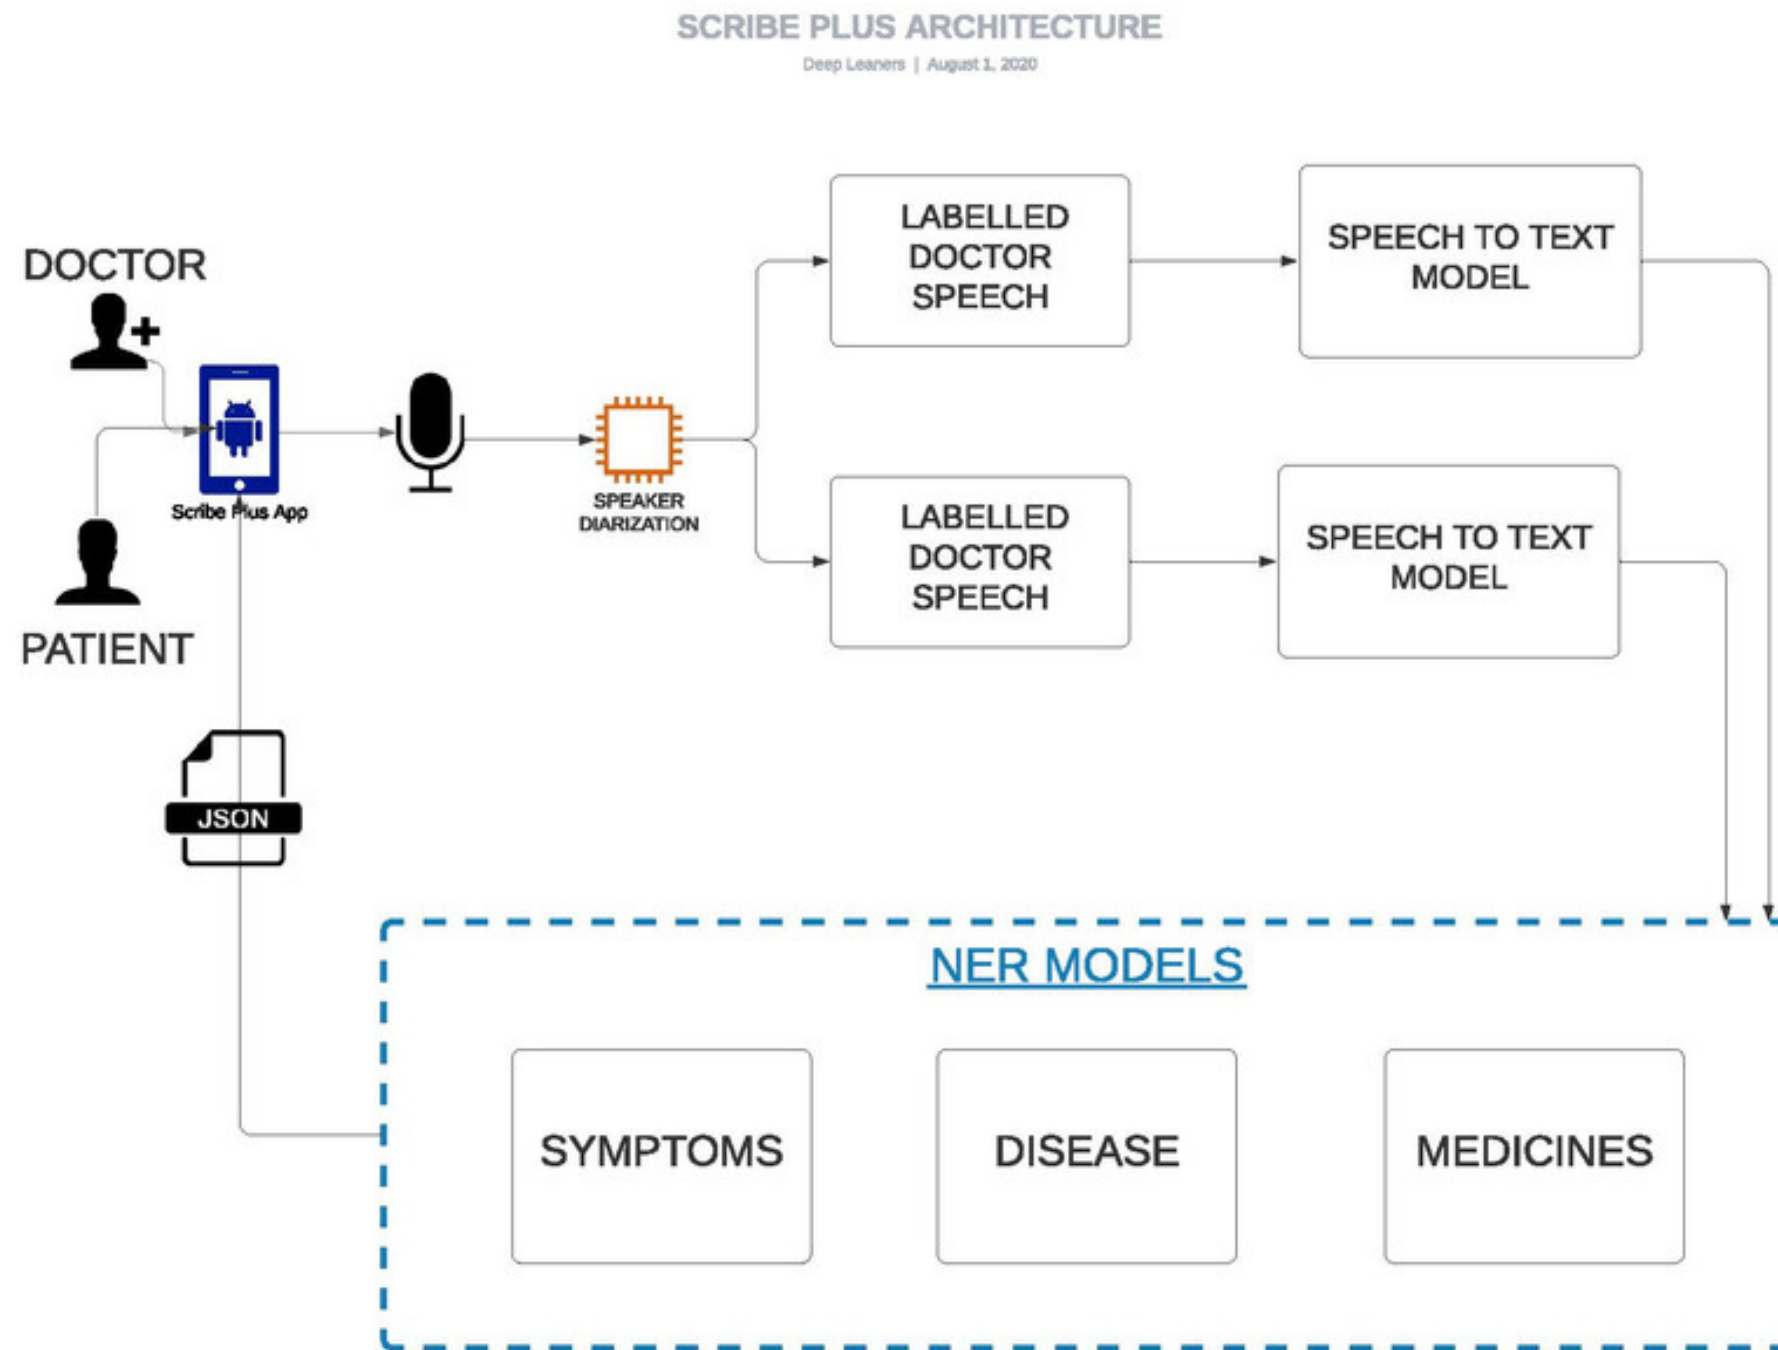 SCRIBE PLUS ARCHITECTURE
Deep Leaners | August 1, 2020
DOCTOR
Scribe Plus App
PATIENT
JSON
SPEAKER
DIARIZATION
LABELLED
DOCTOR
SPEECH
SPEECH TO TEXT
MODEL
LABELLED
DOCTOR
SPEECH
SPEECH TO TEXT
MODEL
NER MODELS
SYMPTOMS
DISEASE
MEDICINES